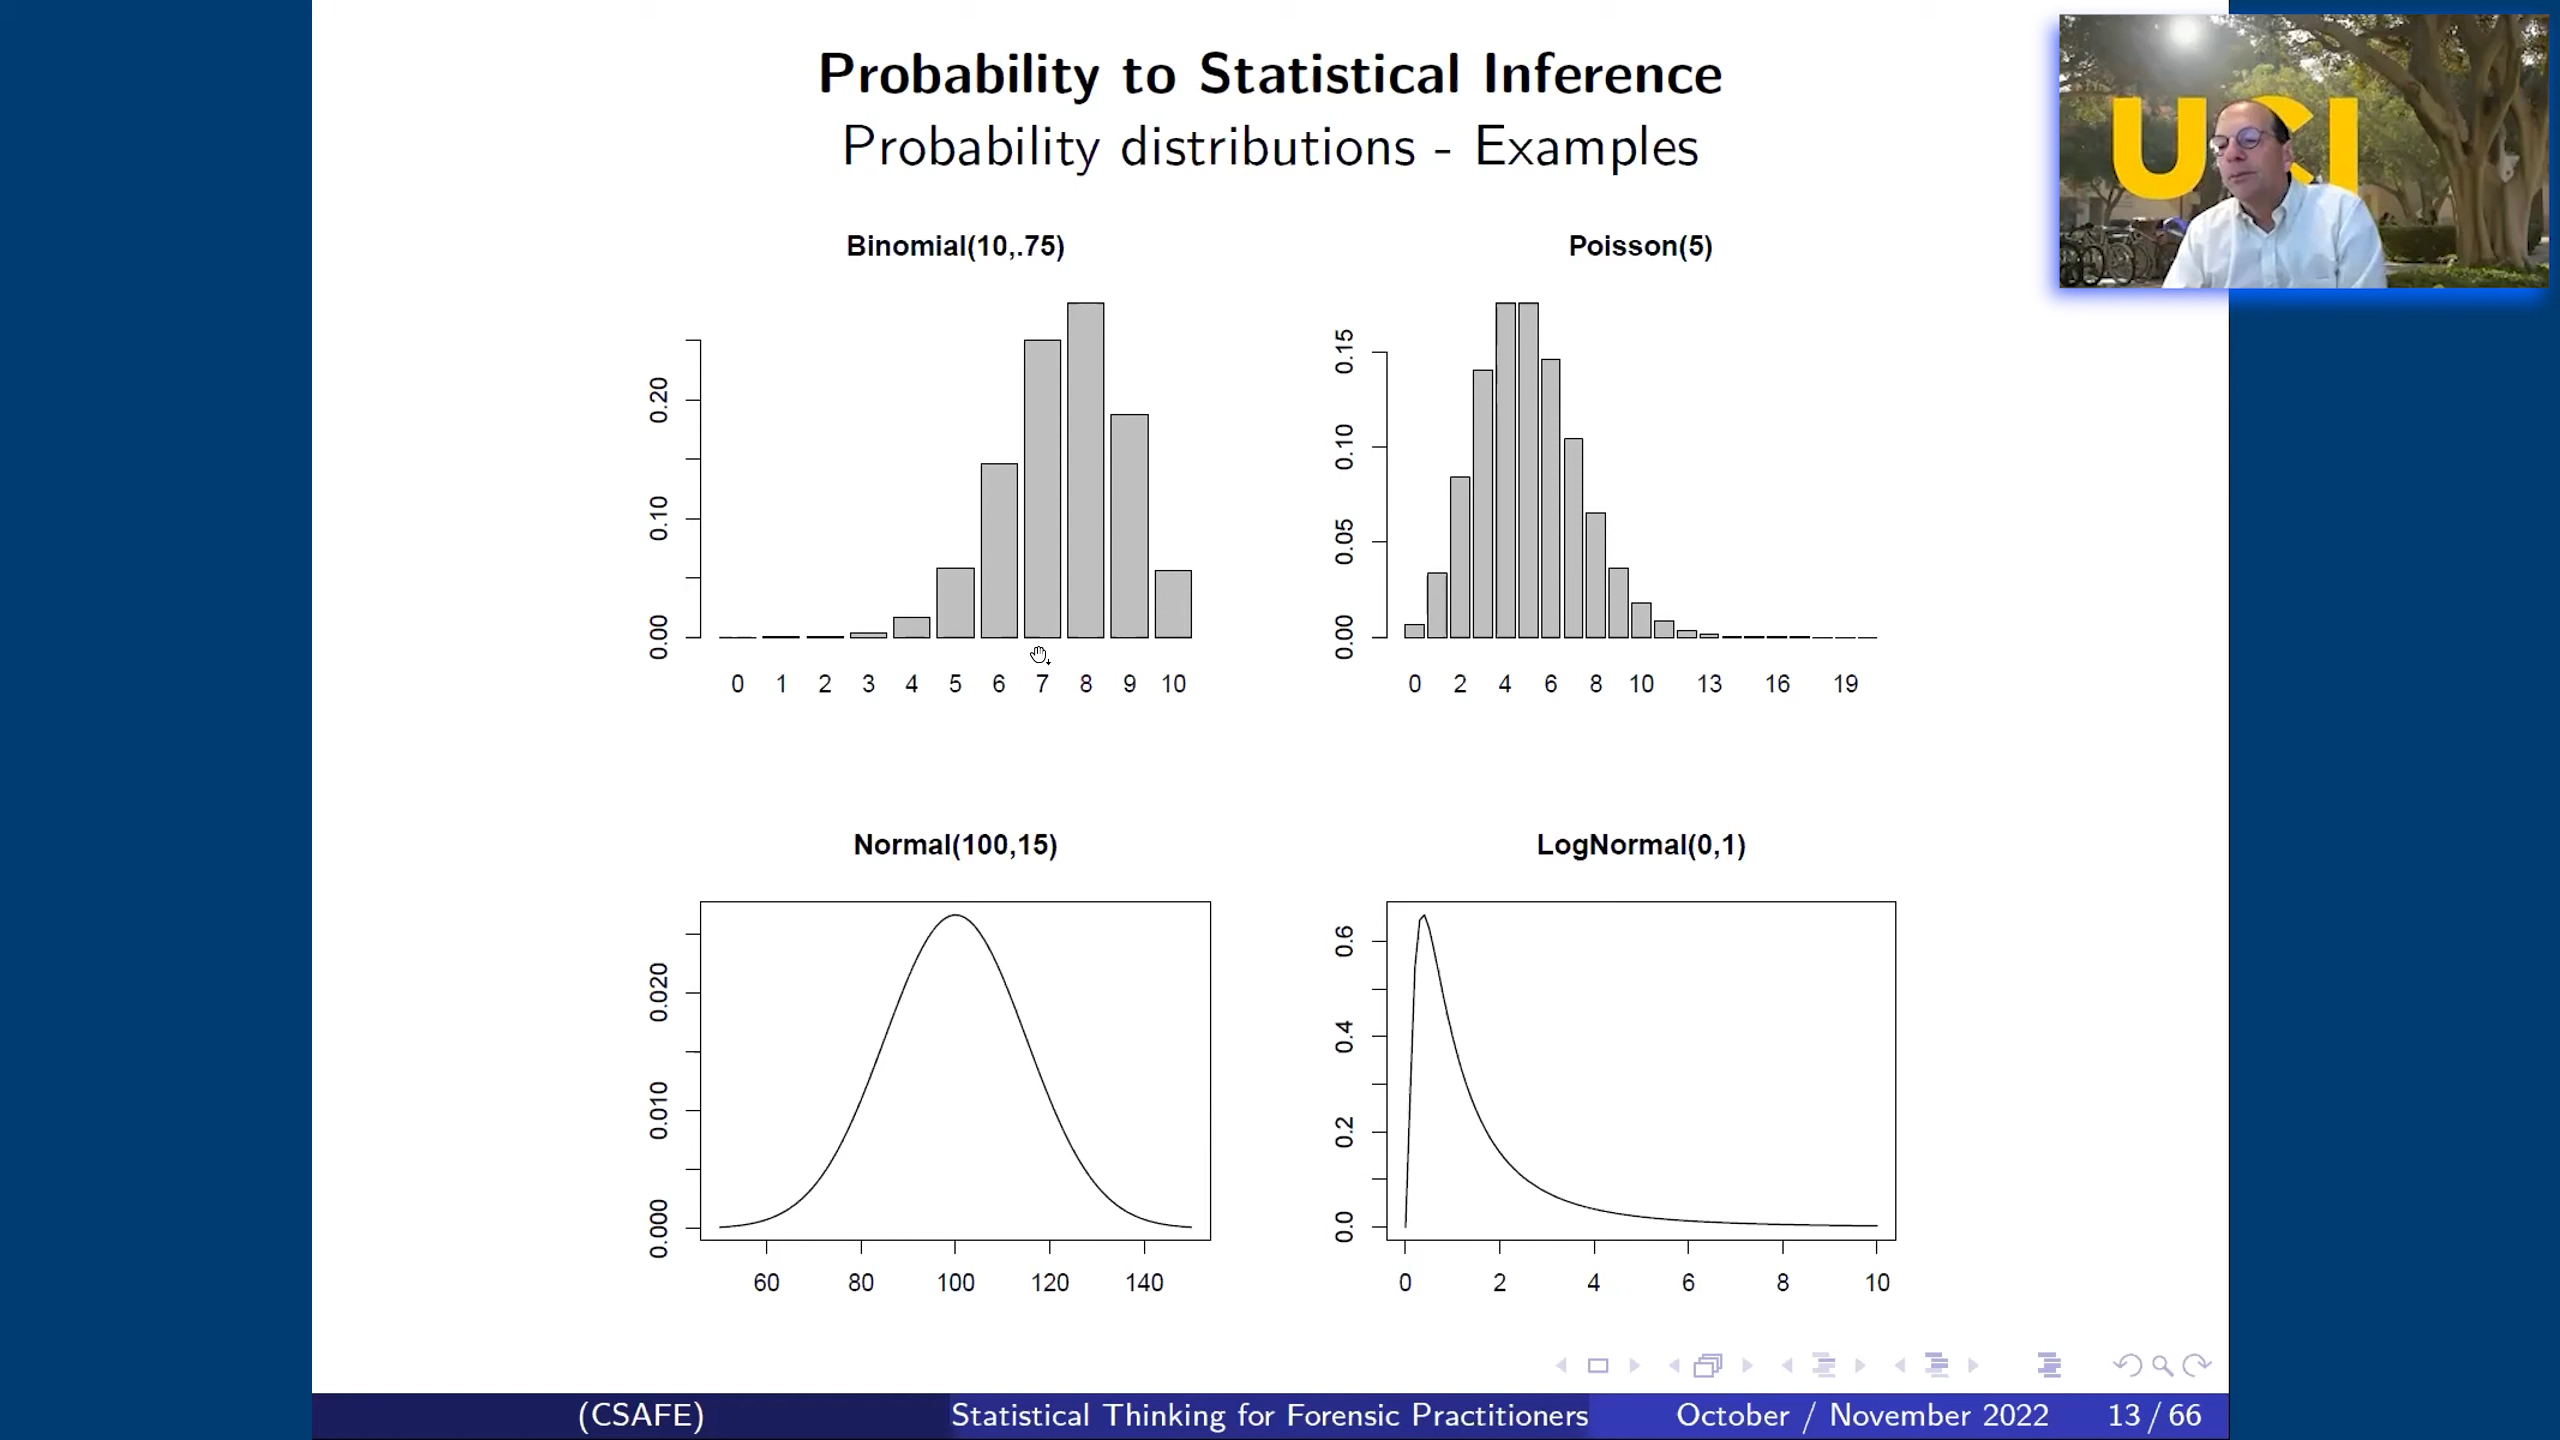 Probability to Statistical Inference
Probability distributions - Examples
UCI
Binomial(10,.75)
0.00 0.10 0.20
0 1 2 3 4 5 6 7 8 9 10
Poisson(5)
0.00 0.05 0.10 0.15
0 2 4 6 8 10 13 16 19
Normal(100,15)
0.000 0.010 0.020
60 80 100 120 140
LogNormal(0,1)
0.0 0.2 0.4 0.6
0 2 4 6 8 10
(CSAFE) Statistical Thinking for Forensic Practitioners October / November 2022 13 / 66